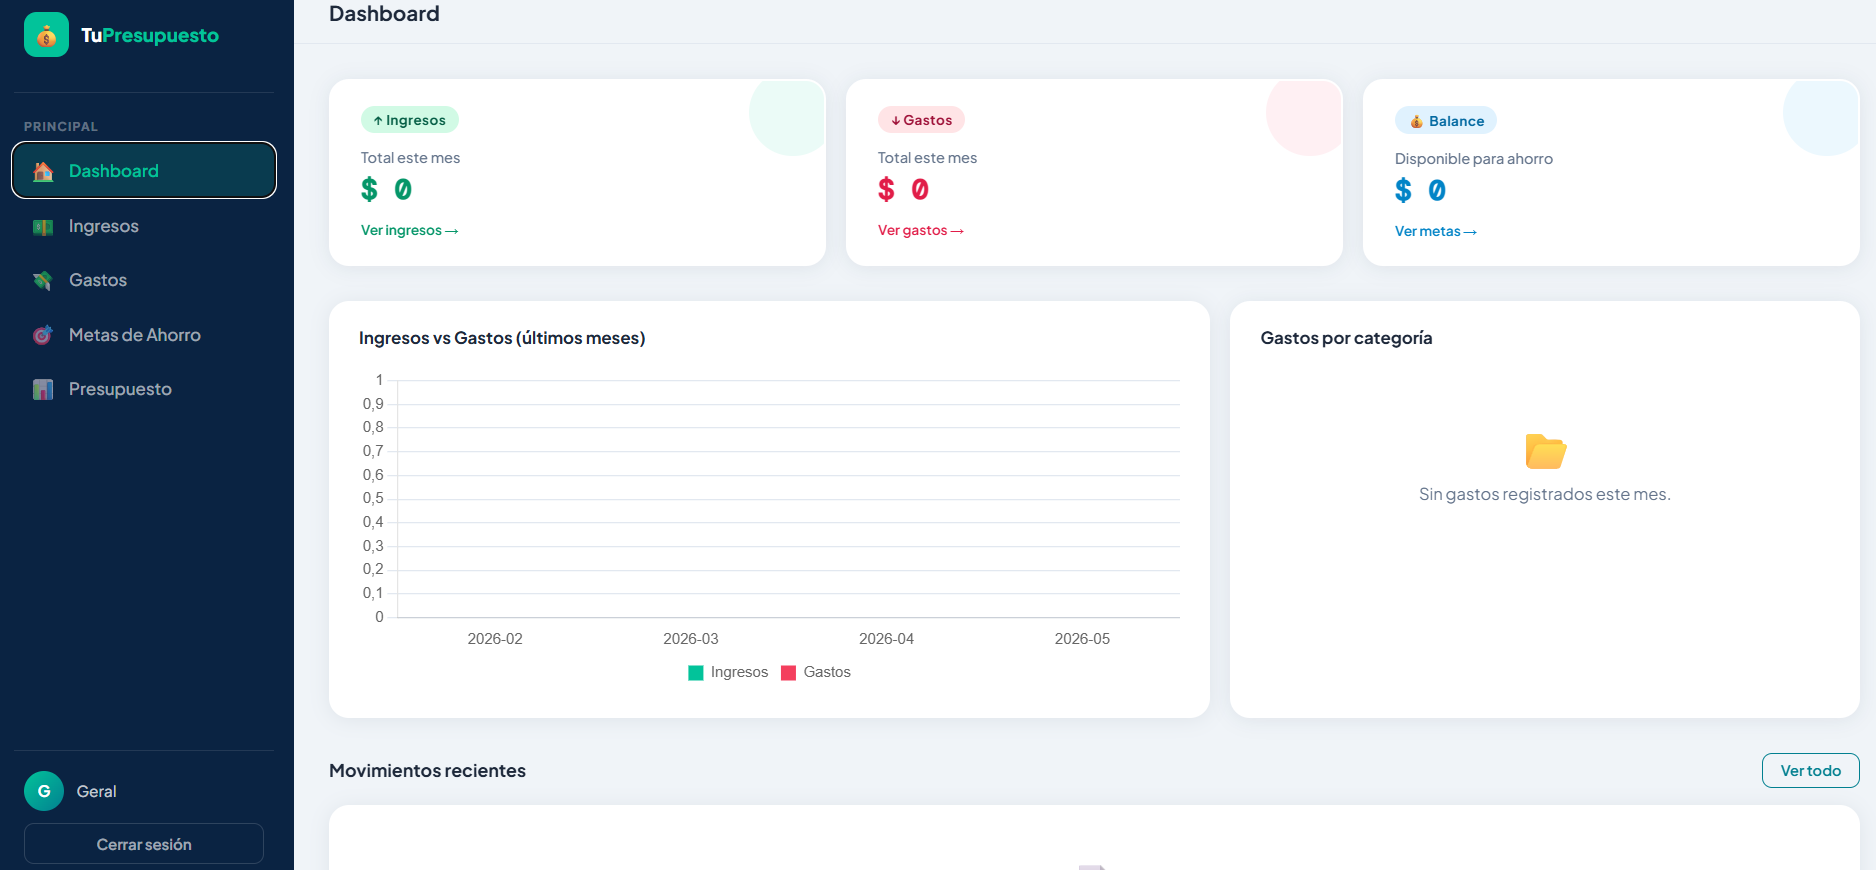 TuPresupuesto
PRINCIPAL
Dashboard
Ingresos
Gastos
Metas de Ahorro
Presupuesto
G
Geral
Cerrar sesión
Dashboard
↑ Ingresos
Total este mes
$ 0
Ver ingresos →
↓ Gastos
Total este mes
$ 0
Ver gastos →
Balance
Disponible para ahorro
$ 0
Ver metas →
Ingresos vs Gastos (últimos meses)
1
0,9
0,8
0,7
0,6
0,5
0,4
0,3
0,2
0,1
0
2026-02 2026-03 2026-04 2026-05
Ingresos Gastos
Gastos por categoría
Sin gastos registrados este mes.
Movimientos recientes
Ver todo